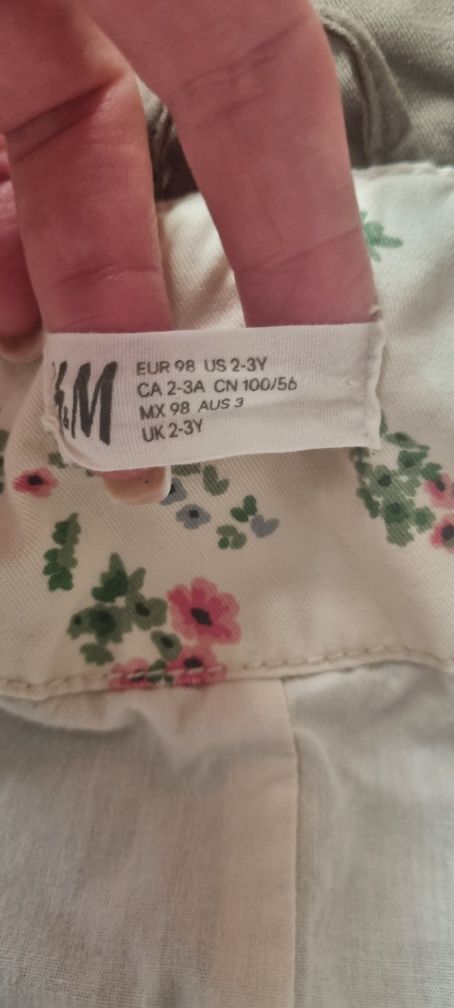 H&M
EUR 98 US 2-3Y
CA 2-3A CN 100/56
MX 98 AUS 3
UK 2-3Y